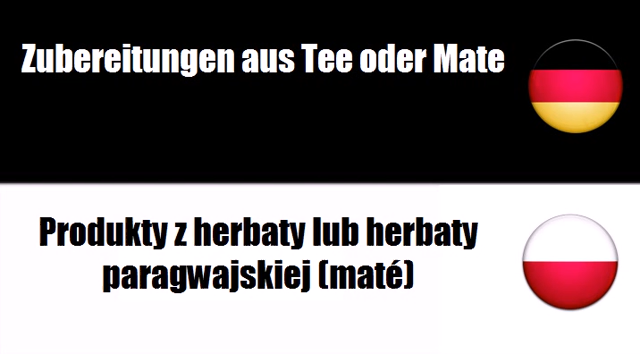 Zubereitungen aus Tee oder Mate
Produkty z herbaty lub herbaty
paragwajskiej (maté)